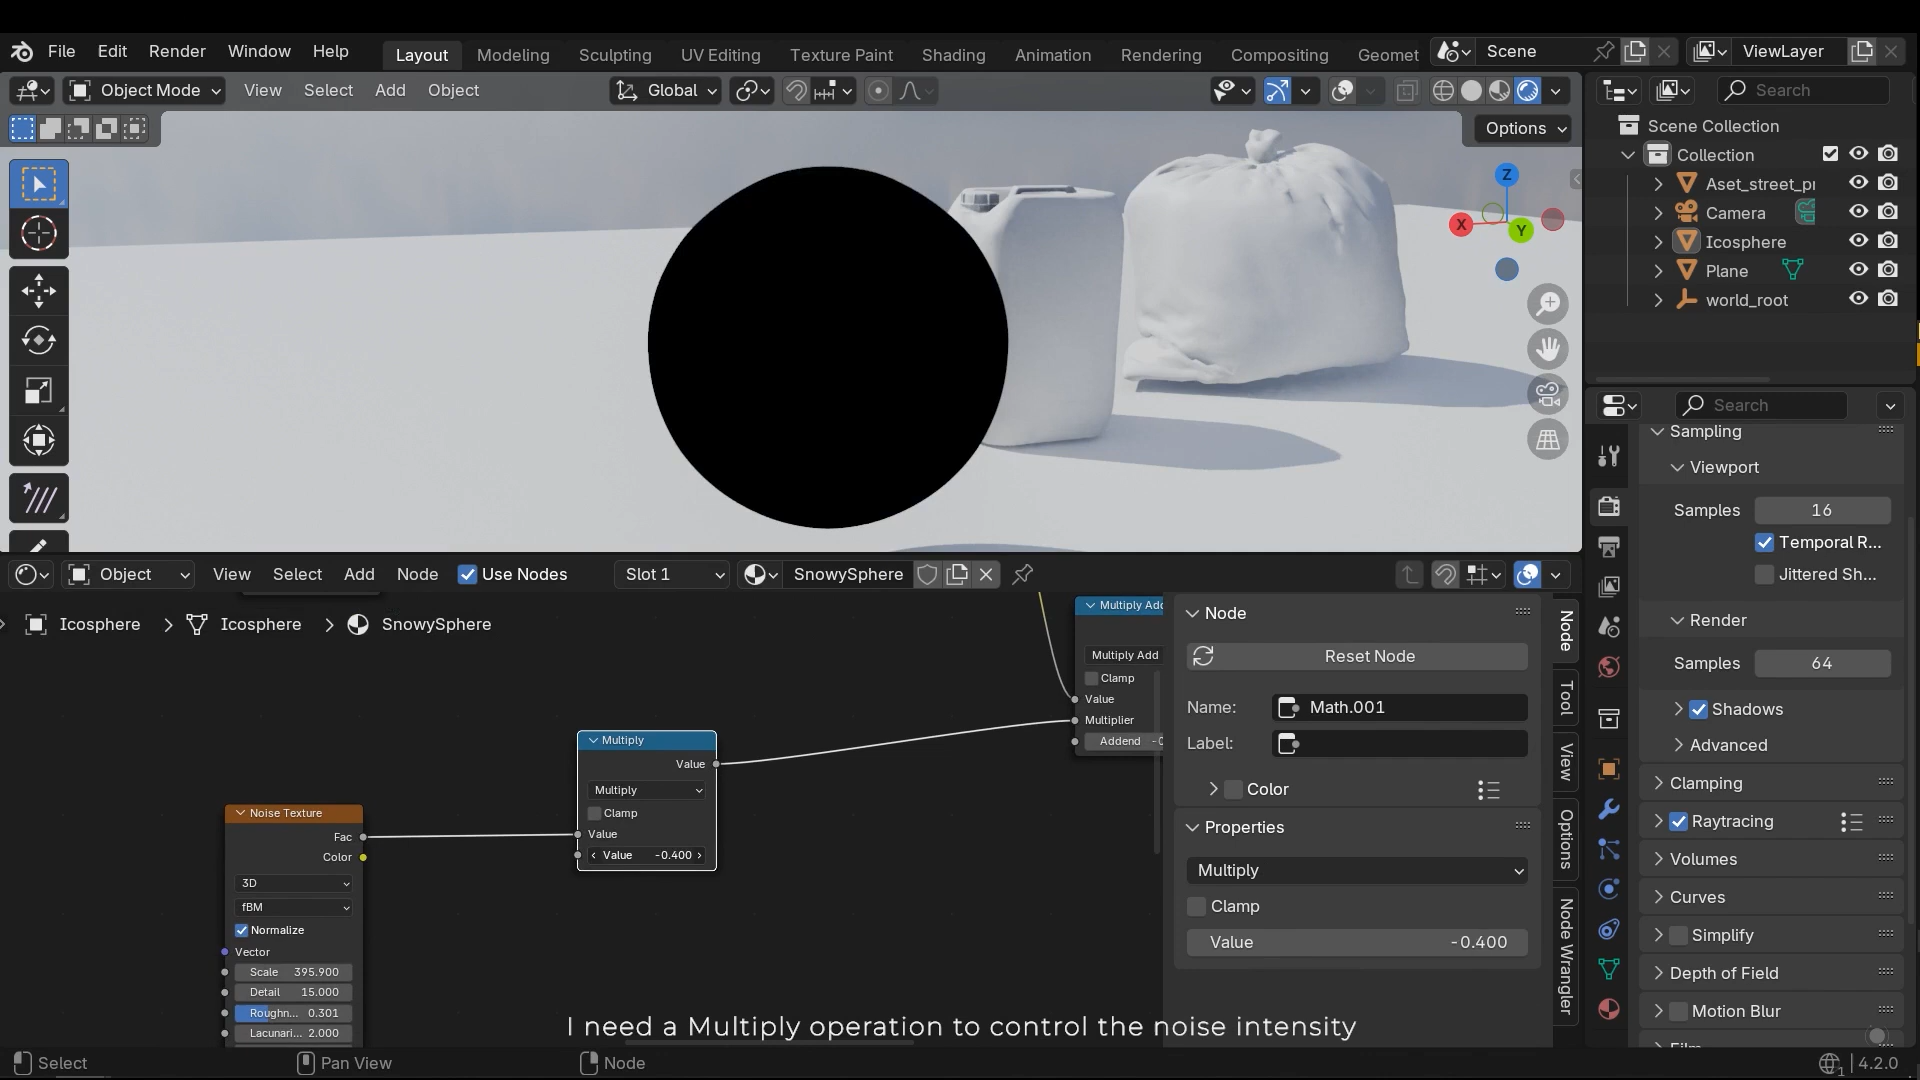 File Edit Render Window Help
Layout Modeling Sculpting UV Editing Texture Paint Shading Animation Rendering Compositing Geomet
Scene
ViewLayer
Object Mode View Select Add Object
Global
Search
Options
Scene Collection
Collection
Aset_street_pr
Camera
Icosphere
Plane
world_root
Z
X
Y
Search
Sampling
Viewport
Samples 16
Temporal R...
Jittered Sh...
Render
Samples 64
Shadows
Advanced
Clamping
Raytracing
Volumes
Curves
Simplify
Depth of Field
Motion Blur
Object View Select Add Node Use Nodes
Slot 1
SnowySphere
Icosphere > Icosphere > SnowySphere
Noise Texture
Fac
Color
3D
fBM
Normalize
Vector
Scale 395.900
Detail 15.000
Roughn... 0.301
Lacunari... 2.000
Multiply
Value
Multiply
Clamp
Value
Value -0.400
Multiply Add
Multiply Add
Clamp
Value
Multiplier
Addend
Node
Reset Node
Name: Math.001
Label:
Color
Properties
Multiply
Clamp
Value -0.400
Node
Tool
View
Options
Node Wrangler
I need a Multiply operation to control the noise intensity
Select
Pan View
Node
1
4.2.0